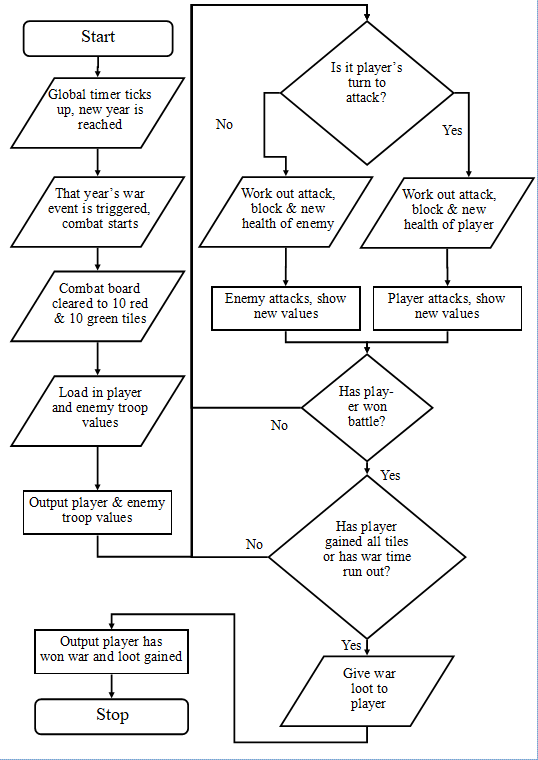 Start
Global timer ticks
up, new year is
reached
That year's war
event is triggered,
combat starts
Combat board
cleared to 10 red
& 10 green tiles
Load in player
and enemy troop
values
Output player & enemy
troop values
Is it player's
turn to
attack?
No
Yes
Work out attack,
block & new
health of enemy
Work out attack,
block & new
health of player
Enemy attacks, show
new values
Player attacks, show
new values
Has play-
er won
battle?
No
Yes
Has player
gained all tiles
or has war time
run out?
No
Yes
Give war
loot to
player
Output player has
won war and loot gained
Stop